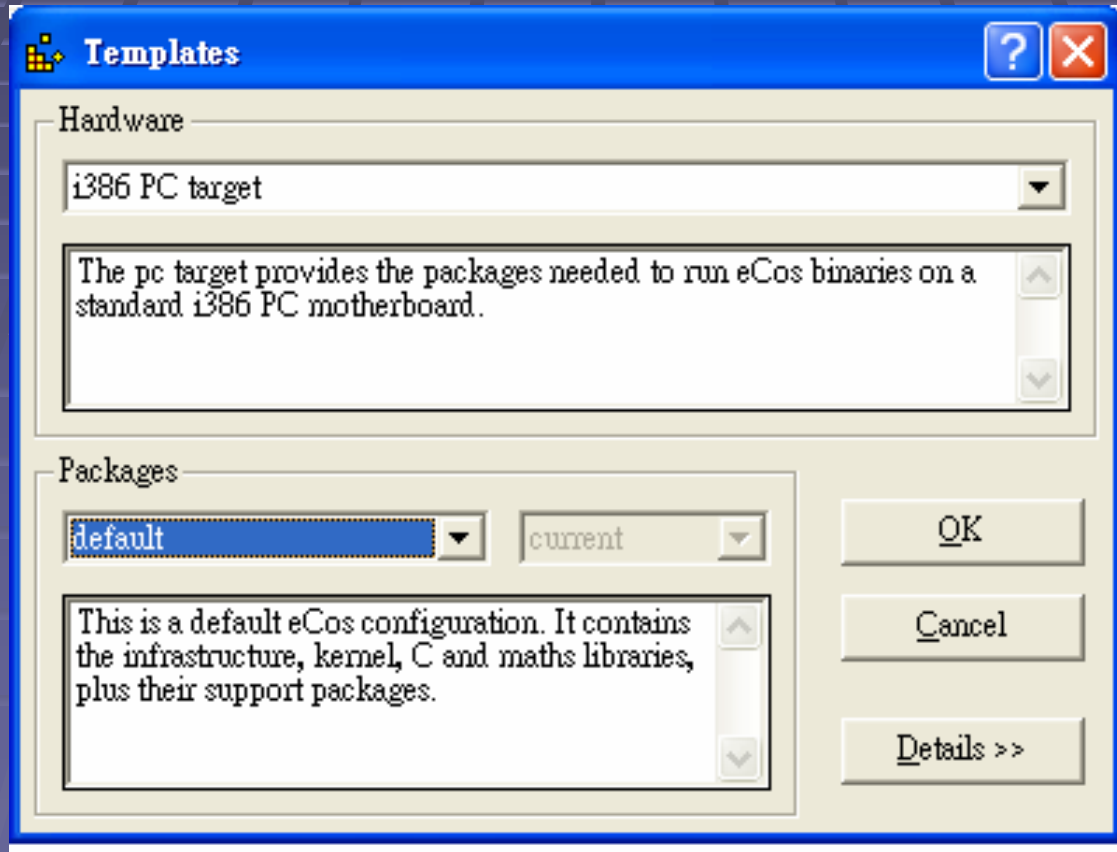 Templates
Hardware
i386 PC target
The pc target provides the packages needed to run eCos binaries on a
standard i386 PC motherboard.
Packages
default
current
OK
This is a default eCos configuration. It contains
the infrastructure, kernel, C and maths libraries,
plus their support packages.
Cancel
Details >>